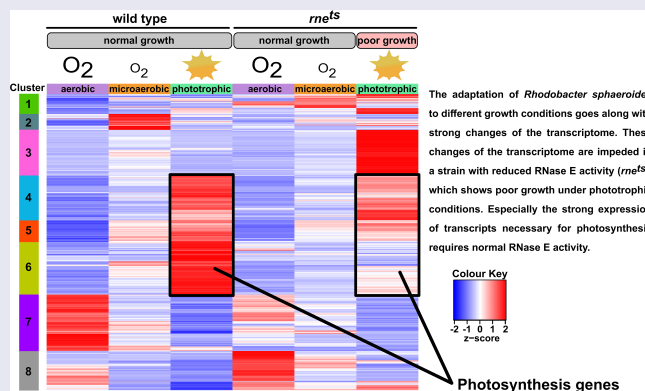 wild type rne^ts
normal growth normal growth poor growth
O2 O2 O2 O2
Cluster aerobic microaerobic phototrophic aerobic microaerobic phototrophic
1
2
3
4
5
6
7
8
The adaptation of Rhodobacter sphaeroide
to different growth conditions goes along wit
strong changes of the transcriptome. Thes
changes of the transcriptome are impeded i
a strain with reduced RNase E activity (rne^ts
which shows poor growth under phototrophi
conditions. Especially the strong expressio
of transcripts necessary for photosynthesi
requires normal RNase E activity.
Colour Key
-2 -1 0 1 2
z-score
Photosynthesis genes